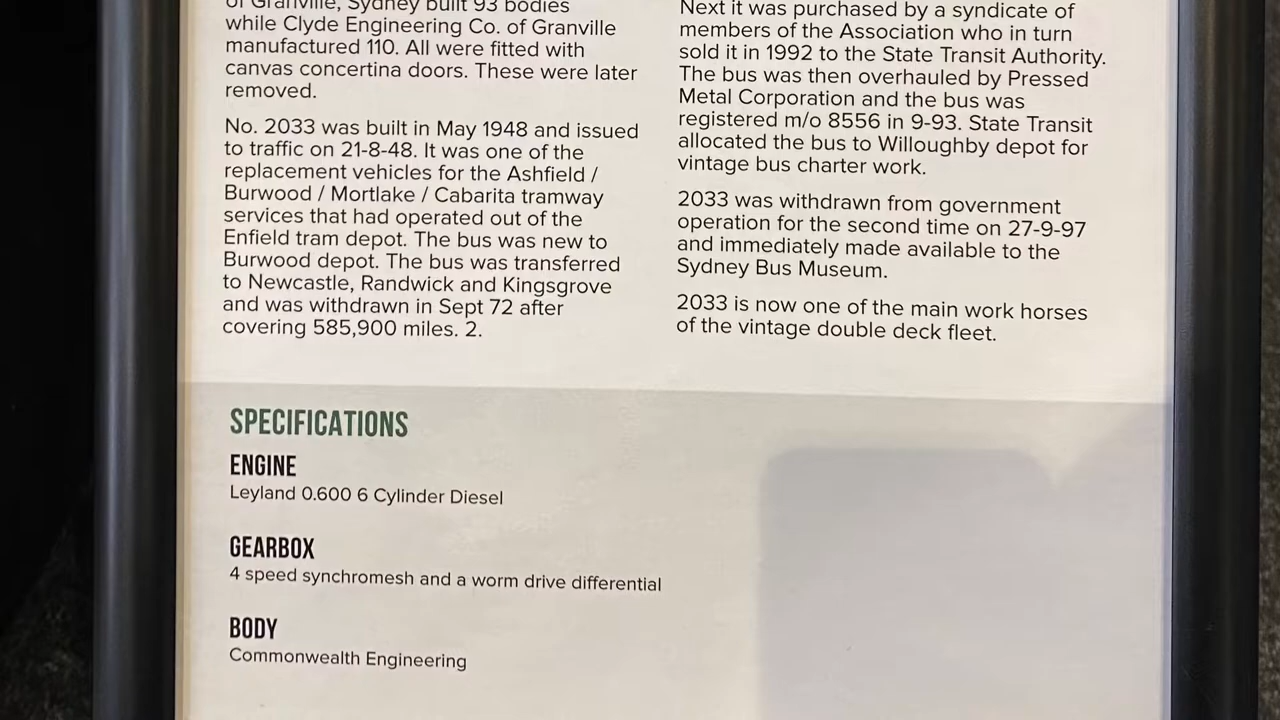 of Granville, Sydney built 93 bodies
while Clyde Engineering Co. of Granville
manufactured 110. All were fitted with
canvas concertina doors. These were later
removed.
No. 2033 was built in May 1948 and issued
to traffic on 21-8-48. It was one of the
replacement vehicles for the Ashfield /
Burwood / Mortlake / Cabarita tramway
services that had operated out of the
Enfield tram depot. The bus was new to
Burwood depot. The bus was transferred
to Newcastle, Randwick and Kingsgrove
and was withdrawn in Sept 72 after
covering 585,900 miles. 2.
Next it was purchased by a syndicate of
members of the Association who in turn
sold it in 1992 to the State Transit Authority.
The bus was then overhauled by Pressed
Metal Corporation and the bus was
registered m/o 8556 in 9-93. State Transit
allocated the bus to Willoughby depot for
vintage bus charter work.
2033 was withdrawn from government
operation for the second time on 27-9-97
and immediately made available to the
Sydney Bus Museum.
2033 is now one of the main work horses
of the vintage double deck fleet.
SPECIFICATIONS
ENGINE
Leyland 0.600 6 Cylinder Diesel
GEARBOX
4 speed synchromesh and a worm drive differential
BODY
Commonwealth Engineering